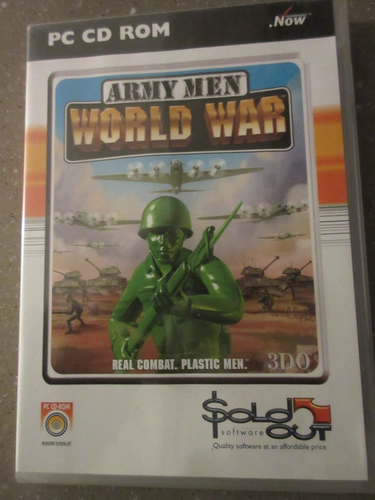 PC CD ROM
.Now
ARMY MEN
WORLD WAR
REAL COMBAT. PLASTIC MEN.
3DO
PC CD-ROM
$old out
software
Quality software at an affordable price